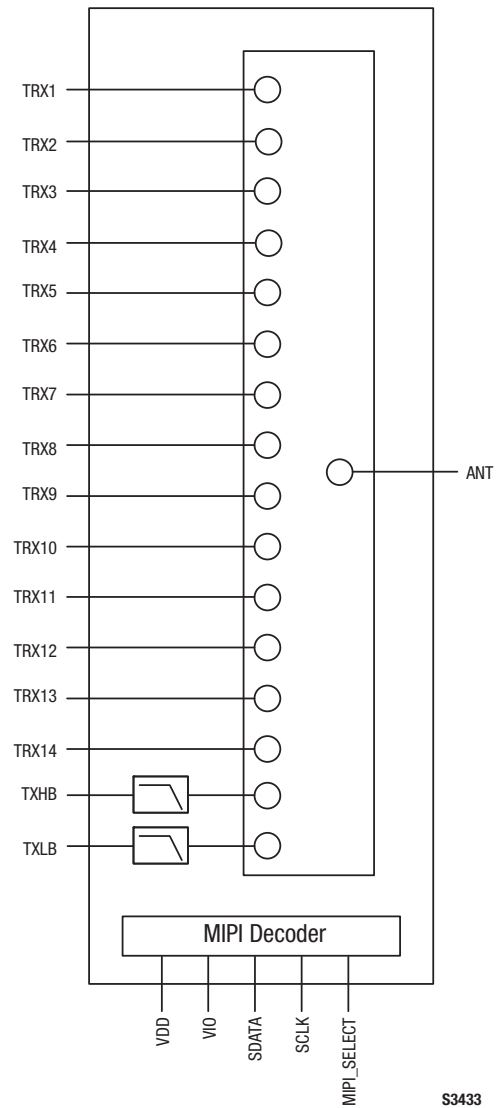 TRX1
TRX2
TRX3
TRX4
TRX5
TRX6
TRX7
TRX8
ANT
TRX9
TRX10
TRX11
TRX12
TRX13
TRX14
TXHB
TXLB
MIPI Decoder
VDD
VIO
SDATA
SCLK
MIPI_SELECT
S3433